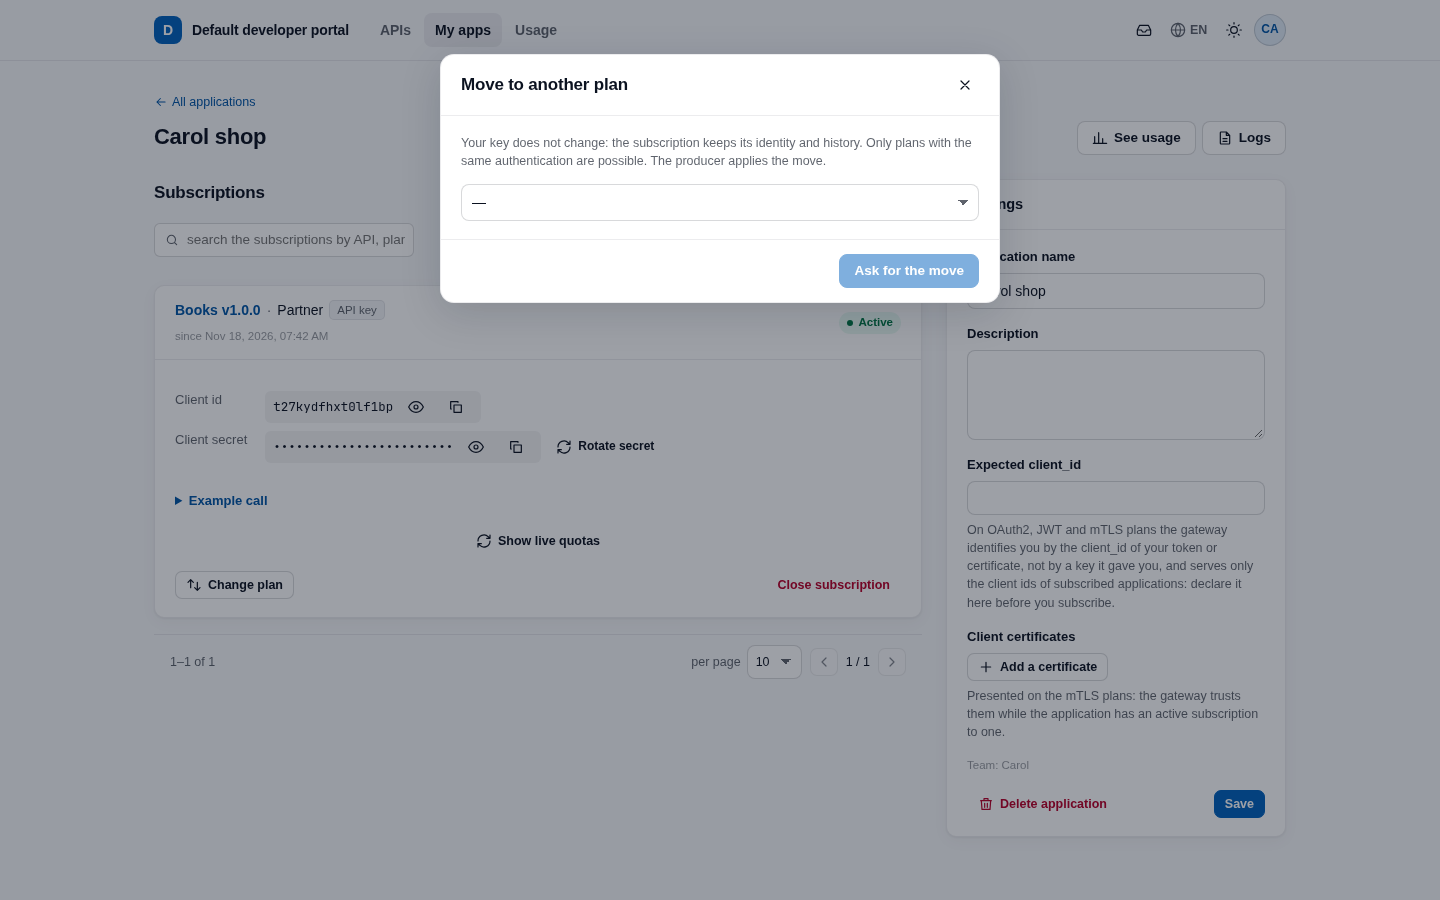 D Default developer portal APIs My apps Usage EN CA
Move to another plan
Your key does not change: the subscription keeps its identity and history. Only plans with the
same authentication are possible. The producer applies the move.
—
Ask for the move
All applications
Carol shop
See usage Logs
Subscriptions
search the subscriptions by API, plar
Books v1.0.0 · Partner API key
since Nov 18, 2026, 07:42 AM
Active
Client id t27kydfhxt0lf1bp
Client secret •••••••••••••••••••••••• Rotate secret
Example call
Show live quotas
Change plan Close subscription
1–1 of 1 per page 10 1 / 1
ngs
cation name
ol shop
Description
Expected client_id
On OAuth2, JWT and mTLS plans the gateway
identifies you by the client_id of your token or
certificate, not by a key it gave you, and serves only
the client ids of subscribed applications: declare it
here before you subscribe.
Client certificates
Add a certificate
Presented on the mTLS plans: the gateway trusts
them while the application has an active subscription
to one.
Team: Carol
Delete application Save